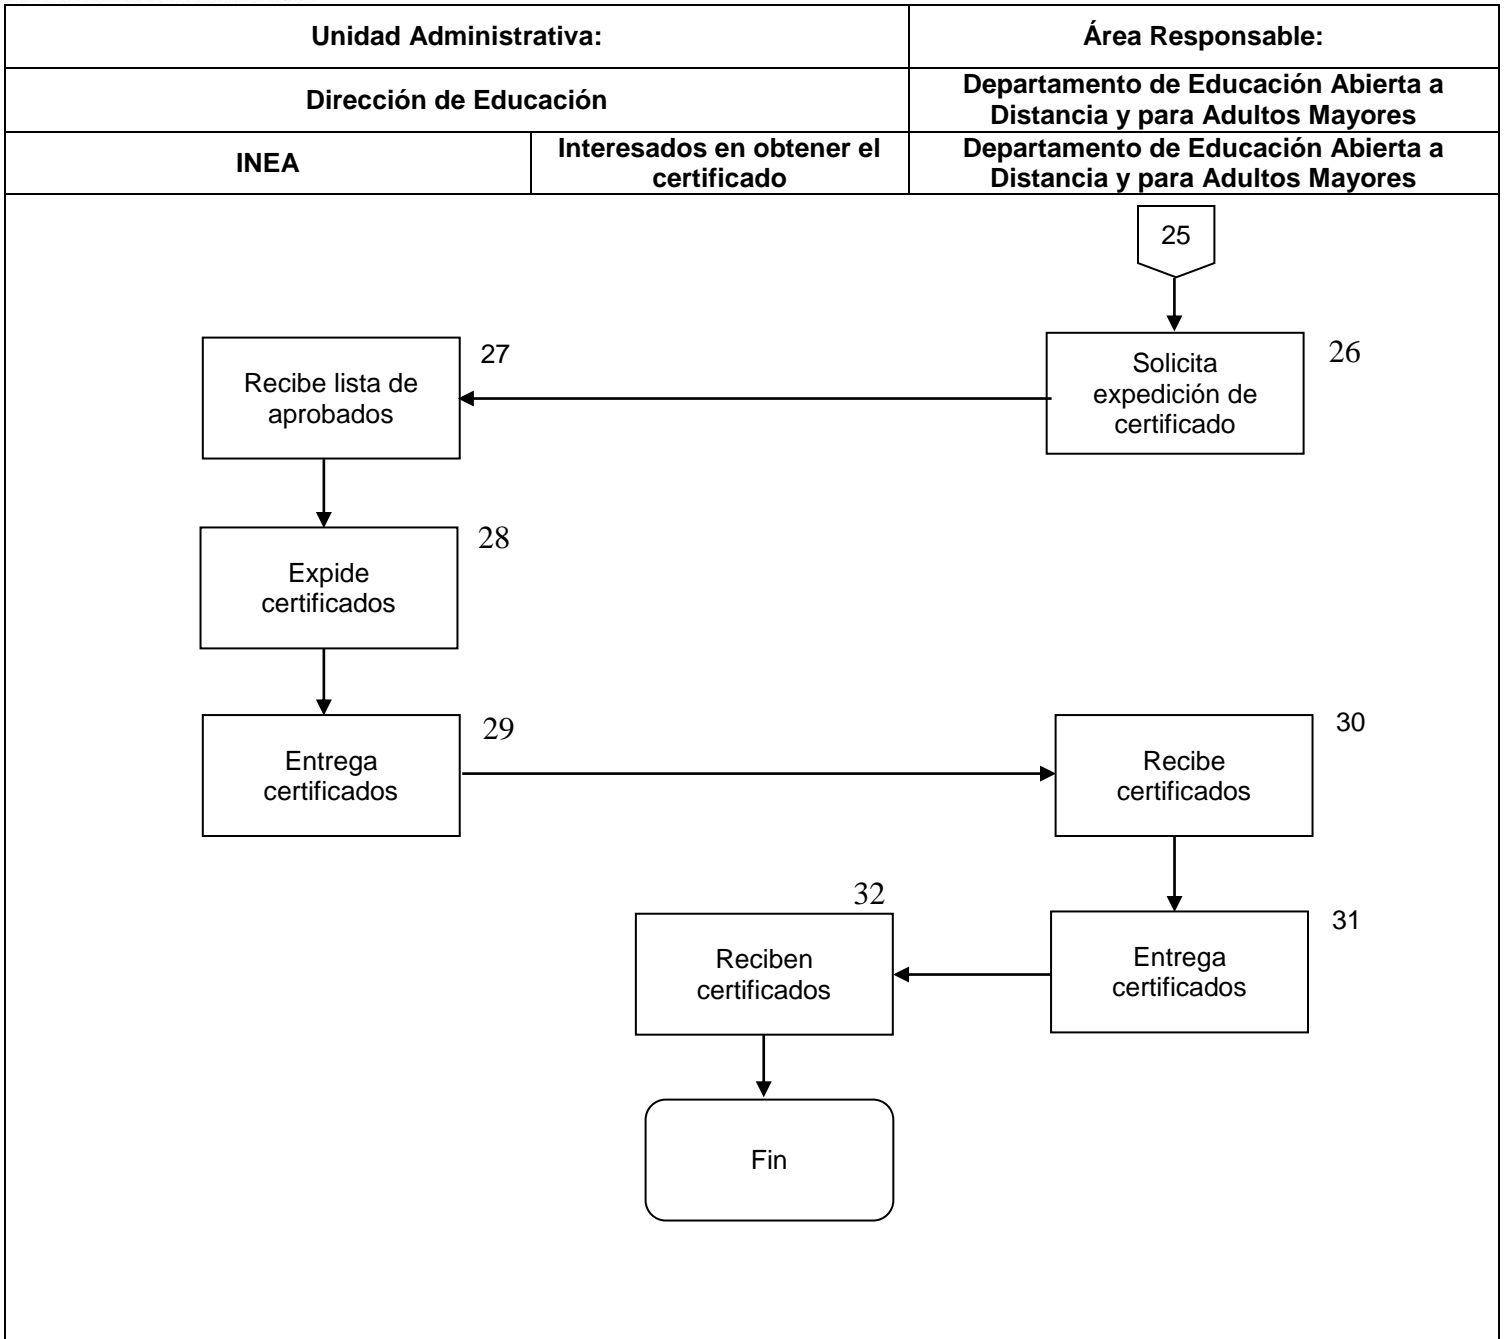 Unidad Administrativa:
Área Responsable:
Dirección de Educación
Departamento de Educación Abierta a
Distancia y para Adultos Mayores
INEA
Interesados en obtener el
certificado
Departamento de Educación Abierta a
Distancia y para Adultos Mayores
25
26
Solicita
expedición de
certificado
27
Recibe lista de
aprobados
28
Expide
certificados
29
Entrega
certificados
30
Recibe
certificados
31
Entrega
certificados
32
Reciben
certificados
Fin